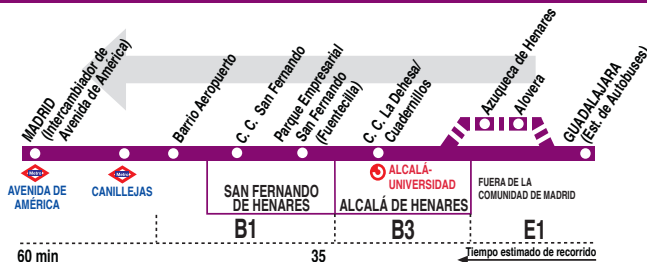 MADRID
(Intercambiador de
Avenida de América)
Barrio Aeropuerto
C. C. San Fernando
Parque Empresarial
San Fernando
(Fuentecilla)
C. C. La Dehesa/
Cuadernillos
Azuqueca de Henares
Alovera
GUADALAJARA
(Est. de Autobuses)
Metro
AVENIDA DE
AMÉRICA
Metro
CANILLEJAS
SAN FERNANDO
DE HENARES
ALCALÁ-
UNIVERSIDAD
ALCALÁ DE HENARES
FUERA DE LA
COMUNIDAD DE MADRID
B1
B3
E1
60 min
35
Tiempo estimado de recorrido